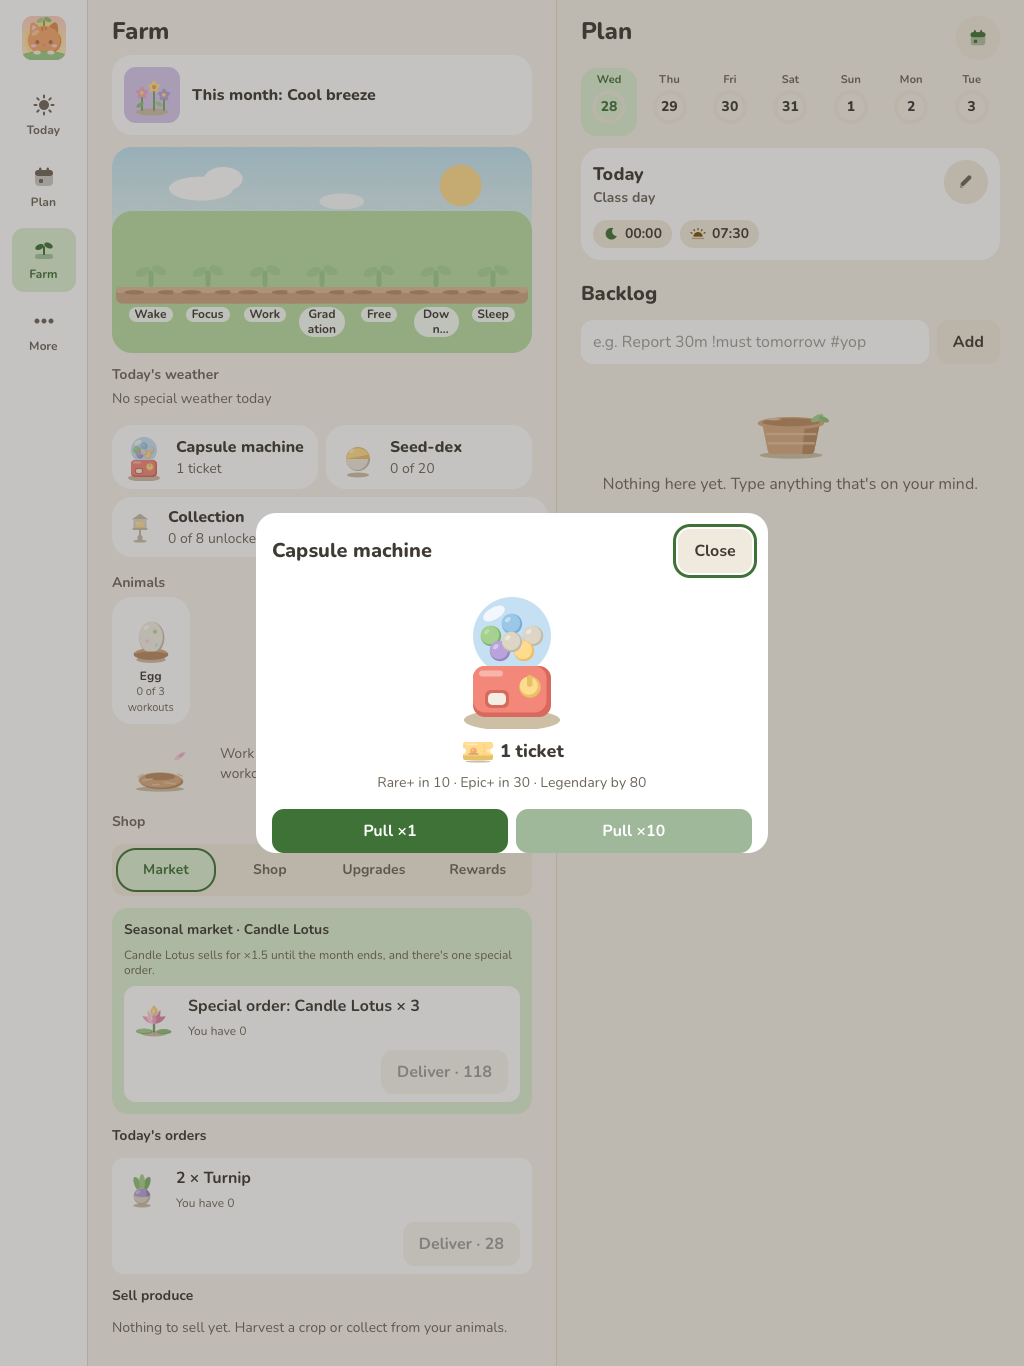 Today
Plan
Farm
More
Farm
This month: Cool breeze
Wake
Focus
Work
Grad
ation
Free
Dow
n...
Sleep
Today's weather
No special weather today
Capsule machine
1 ticket
Seed-dex
0 of 20
Collection
0 of 8 unlocke
Animals
Egg
0 of 3
workouts
Work
worko
Shop
Market
Shop
Upgrades
Rewards
Seasonal market · Candle Lotus
Candle Lotus sells for ×1.5 until the month ends, and there's one special
order.
Special order: Candle Lotus × 3
You have 0
Deliver · 118
Today's orders
2 × Turnip
You have 0
Deliver · 28
Sell produce
Nothing to sell yet. Harvest a crop or collect from your animals.
Plan
Wed
28
Thu
29
Fri
30
Sat
31
Sun
1
Mon
2
Tue
3
Today
Class day
00:00
07:30
Backlog
e.g. Report 30m !must tomorrow #yop
Add
Nothing here yet. Type anything that's on your mind.
Capsule machine
Close
1 ticket
Rare+ in 10 · Epic+ in 30 · Legendary by 80
Pull ×1
Pull ×10